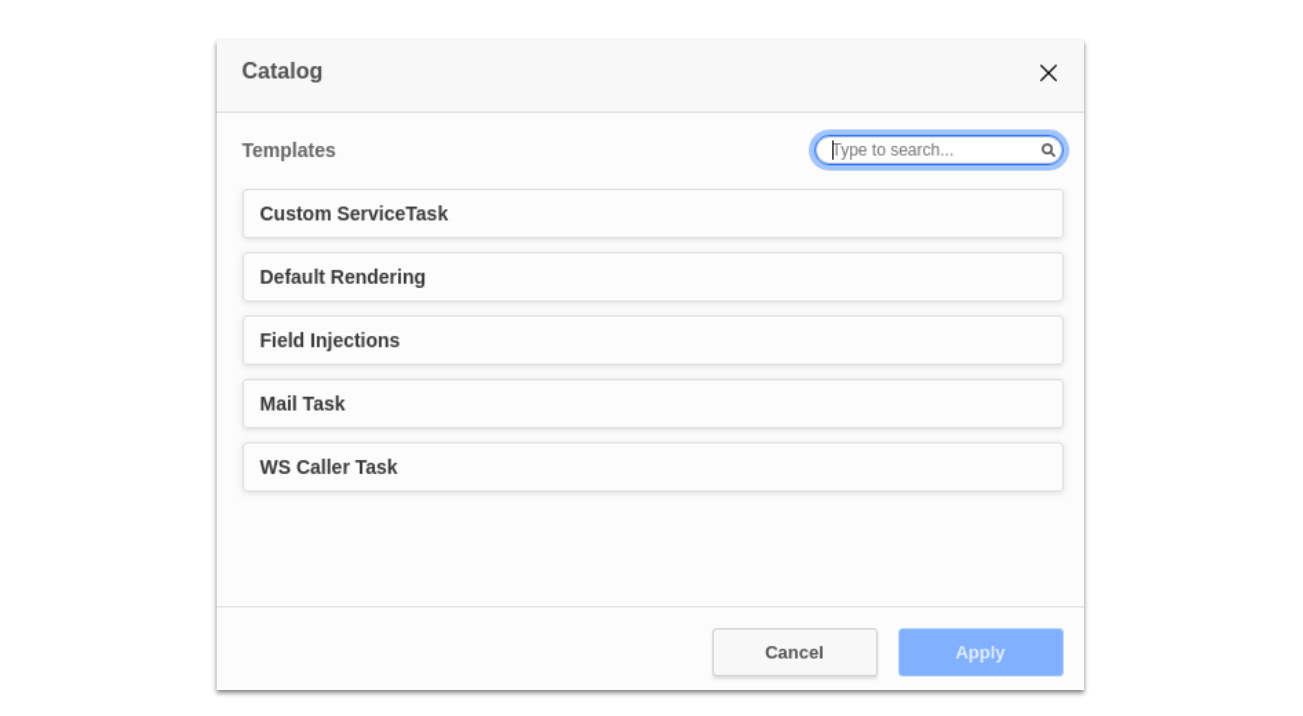 Catalog
Templates
Type to search...
Custom ServiceTask
Default Rendering
Field Injections
Mail Task
WS Caller Task
Cancel
Apply